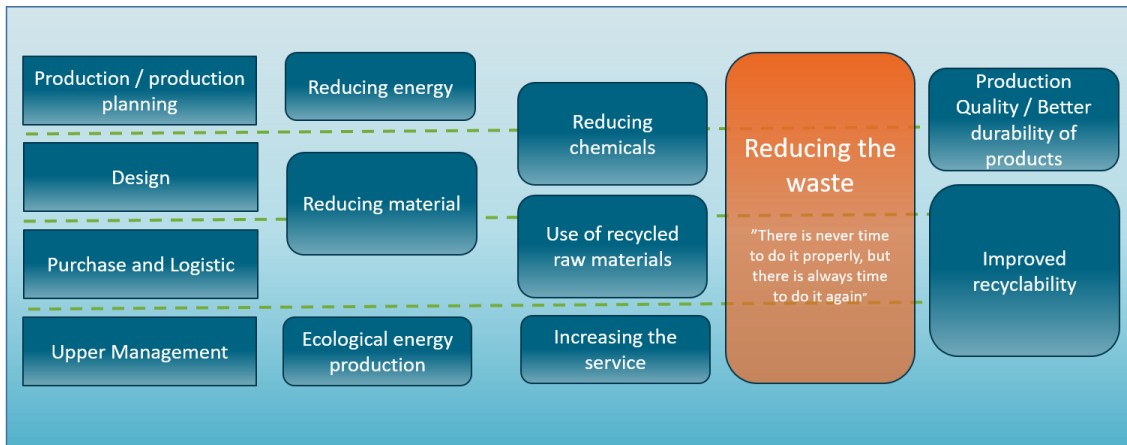 Production / production
planning
Design
Purchase and Logistic
Upper Management
Reducing energy
Reducing material
Ecological energy
production
Reducing
chemicals
Use of recycled
raw materials
Increasing the
service
Reducing the
waste
”There is never time
to do it properly, but
there is always time
to do it again”
Production
Quality / Better
durability of
products
Improved
recyclability